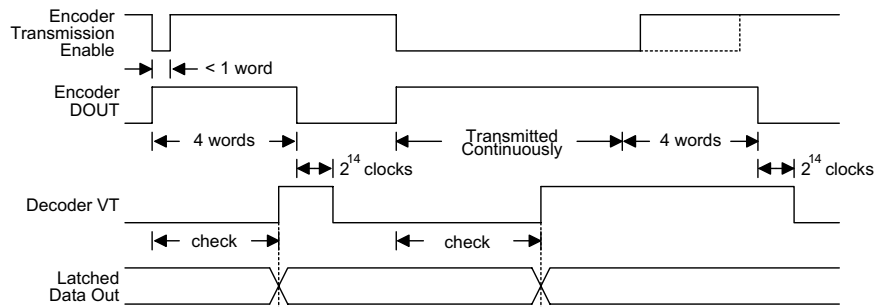 Encoder
Transmission
Enable
< 1 word
Encoder
DOUT
4 words
Transmitted
Continuously
4 words
2^14 clocks
2^14 clocks
Decoder VT
check
check
Latched
Data Out